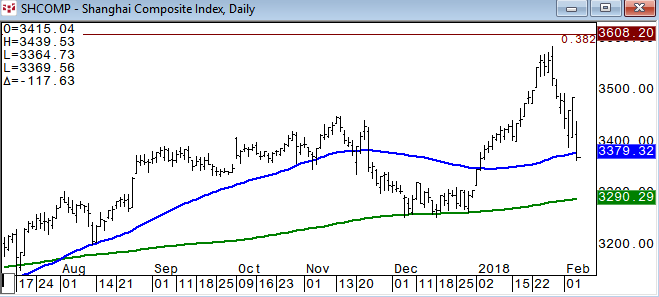 SHCOMP - Shanghai Composite Index, Daily
O=3415.04
H=3439.53
L=3364.73
L=3369.56
Δ=-117.63
3608.20
0.382
3500.00
3400.00
3379.32
3290.29
3200.00
Aug Sep Oct Nov Dec 2018 Feb
17 24 01 14 21 01 11 18 25 09 16 23 01 13 20 01 11 18 25 15 22 01